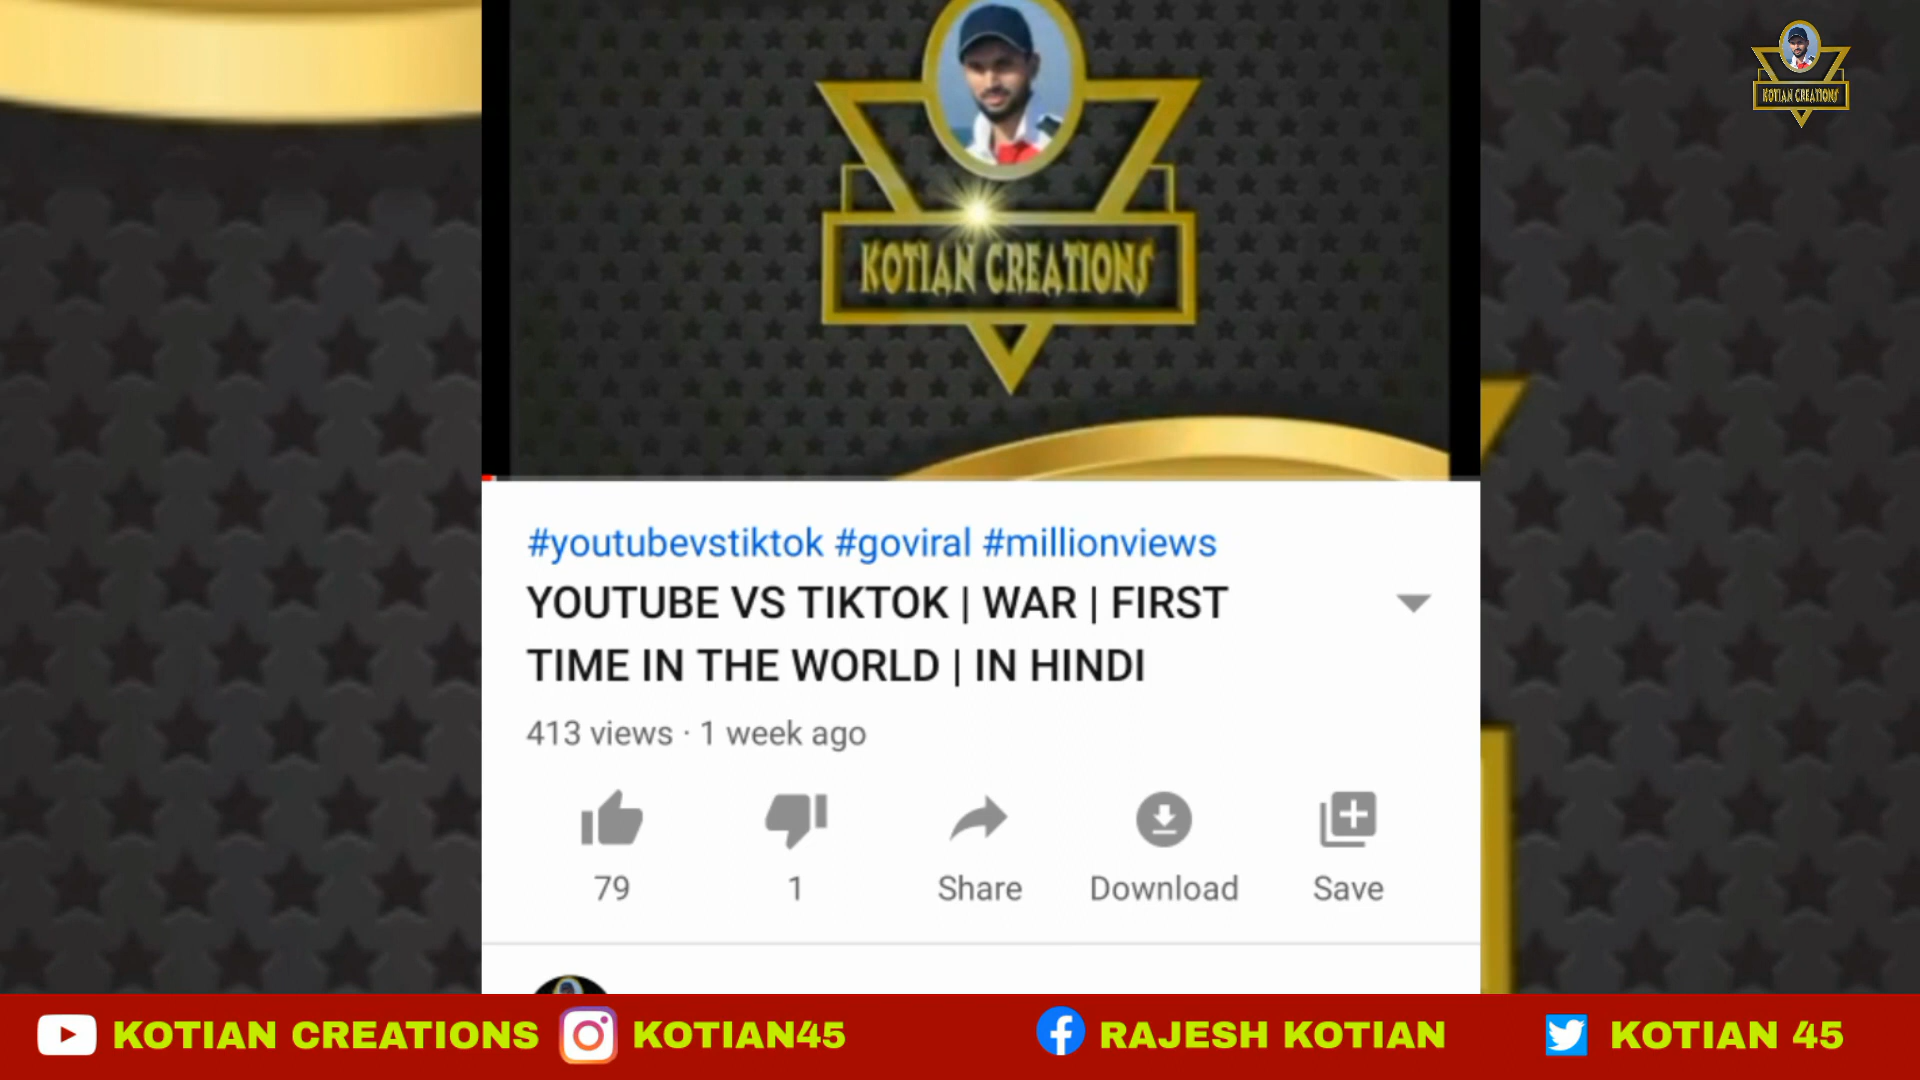 KOTIAN CREATIONS
KOTIAN CREATIONS
#youtubevstiktok #goviral #millionviews
YOUTUBE VS TIKTOK | WAR | FIRST
TIME IN THE WORLD | IN HINDI
413 views · 1 week ago
79 1 Share Download Save
KOTIAN CREATIONS KOTIAN45 RAJESH KOTIAN KOTIAN 45